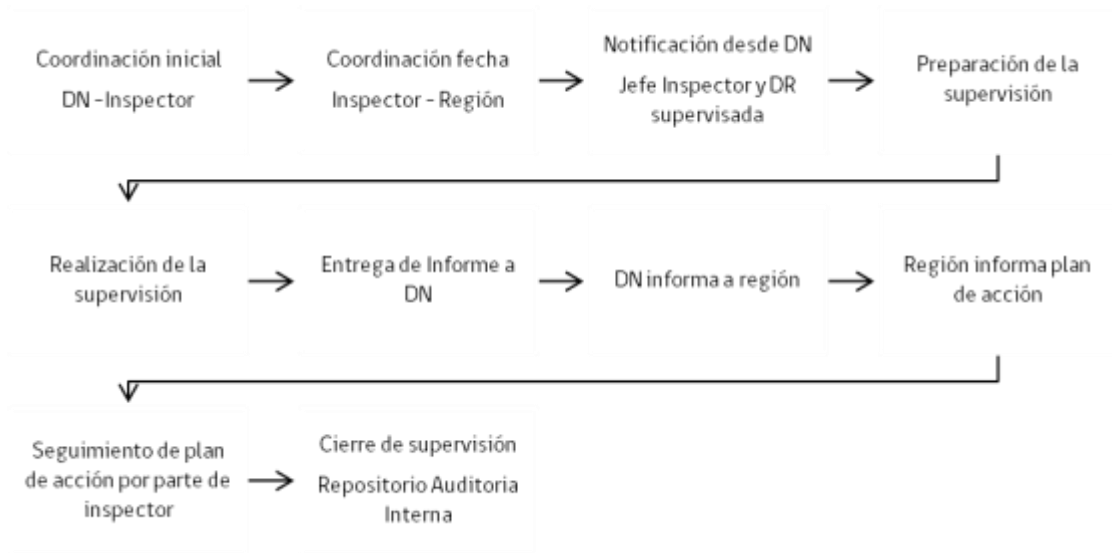 Coordinación inicial
DN -Inspector
Coordinación fecha
Inspector - Región
Notificación desde DN
Jefe Inspector y DR
supervisada
Preparación de la
supervisión
Realización de la
supervisión
Entrega de Informe a
DN
DN informa a región
Región informa plan
de acción
Seguimiento de plan
de acción por parte de
inspector
Cierre de supervisión
Repositorio Auditoria
Interna